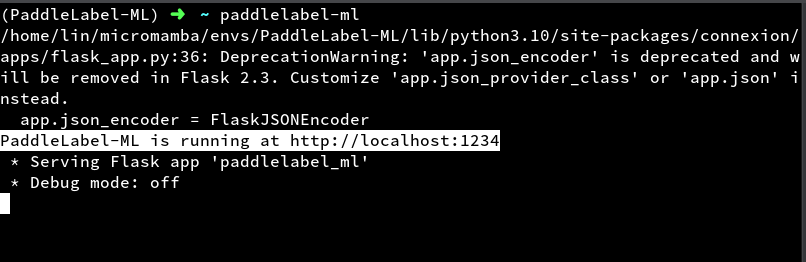 (PaddleLabel-ML) ➜  ~ paddlelabel-ml
/home/lin/micromamba/envs/PaddleLabel-ML/lib/python3.10/site-packages/connexion/
apps/flask_app.py:36: DeprecationWarning: 'app.json_encoder' is deprecated and w
ill be removed in Flask 2.3. Customize 'app.json_provider_class' or 'app.json' i
nstead.
  app.json_encoder = FlaskJSONEncoder
PaddleLabel-ML is running at http://localhost:1234
 * Serving Flask app 'paddlelabel_ml'
 * Debug mode: off